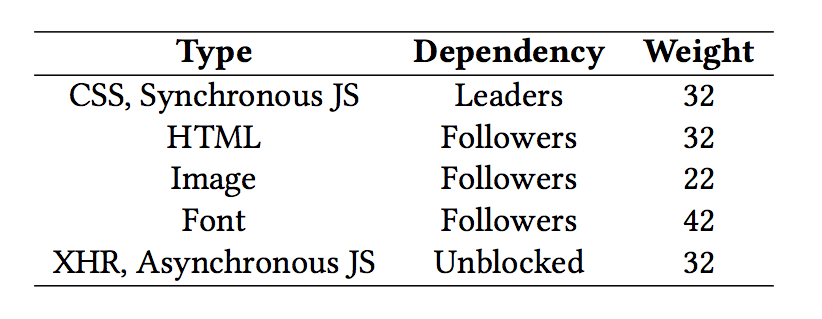 Type Dependency Weight
CSS, Synchronous JS Leaders 32
HTML Followers 32
Image Followers 22
Font Followers 42
XHR, Asynchronous JS Unblocked 32